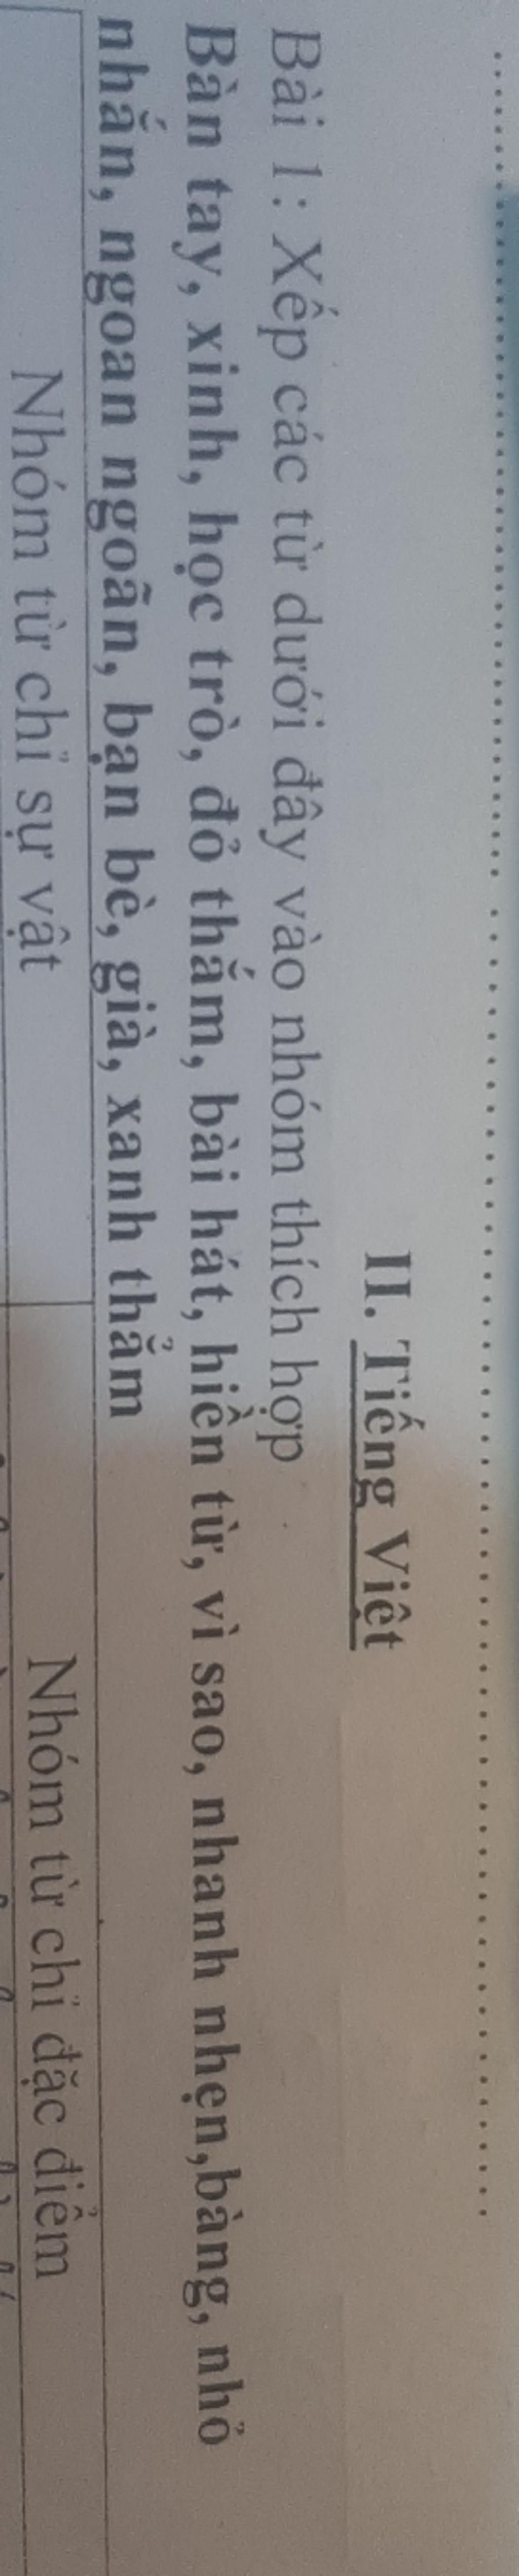 II. Tiếng Việt
Bài 1: Xếp các từ dưới đây vào nhóm thích hợp
Bàn tay, xinh, học trò, đỏ thắm, bài hát, hiền từ, vì sao, nhanh nhẹn,bảng, nhỏ
nhắn, ngoan ngoãn, bạn bè, già, xanh thẳm
Nhóm từ chỉ sự vật Nhóm từ chỉ đặc điểm